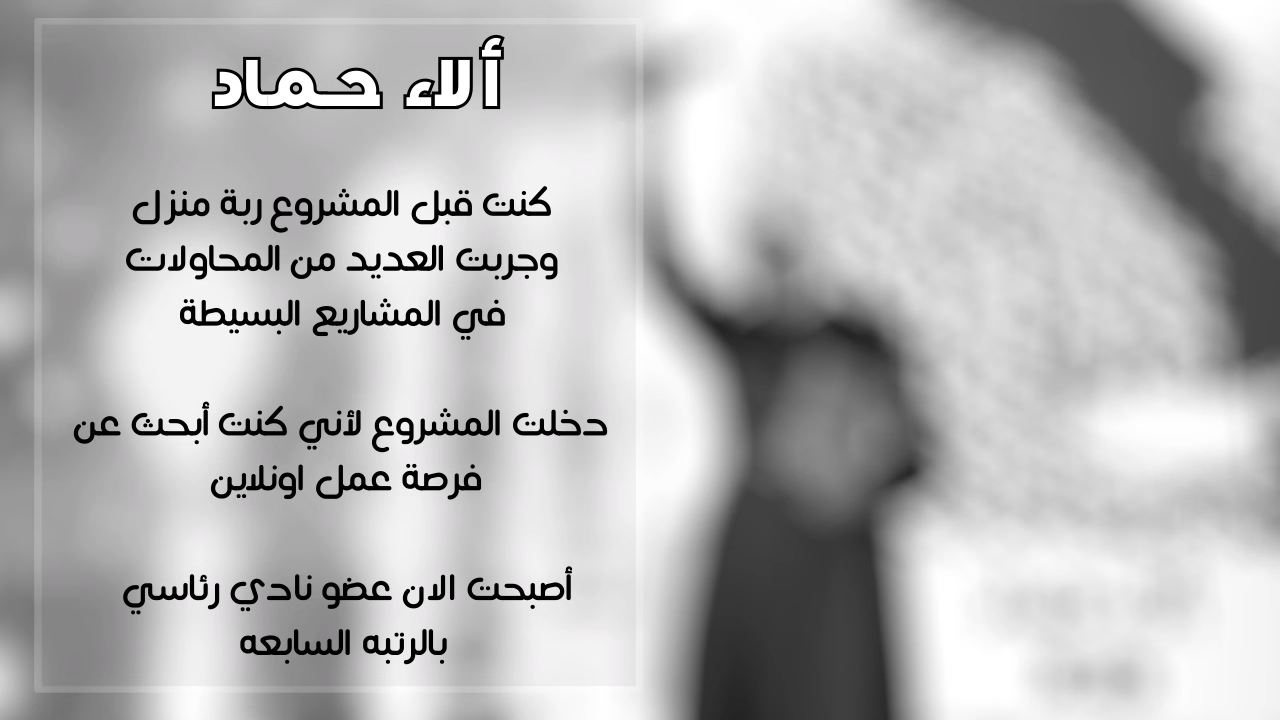 ألاء حماد
كنت قبل المشروع ربة منزل
وجربت العديد من المحاولات
في المشاريع البسيطة
دخلت المشروع لأني كنت أبحث عن
فرصة عمل اونلاين
أصبحت الان عضو نادي رئاسي
بالرتبه السابعه